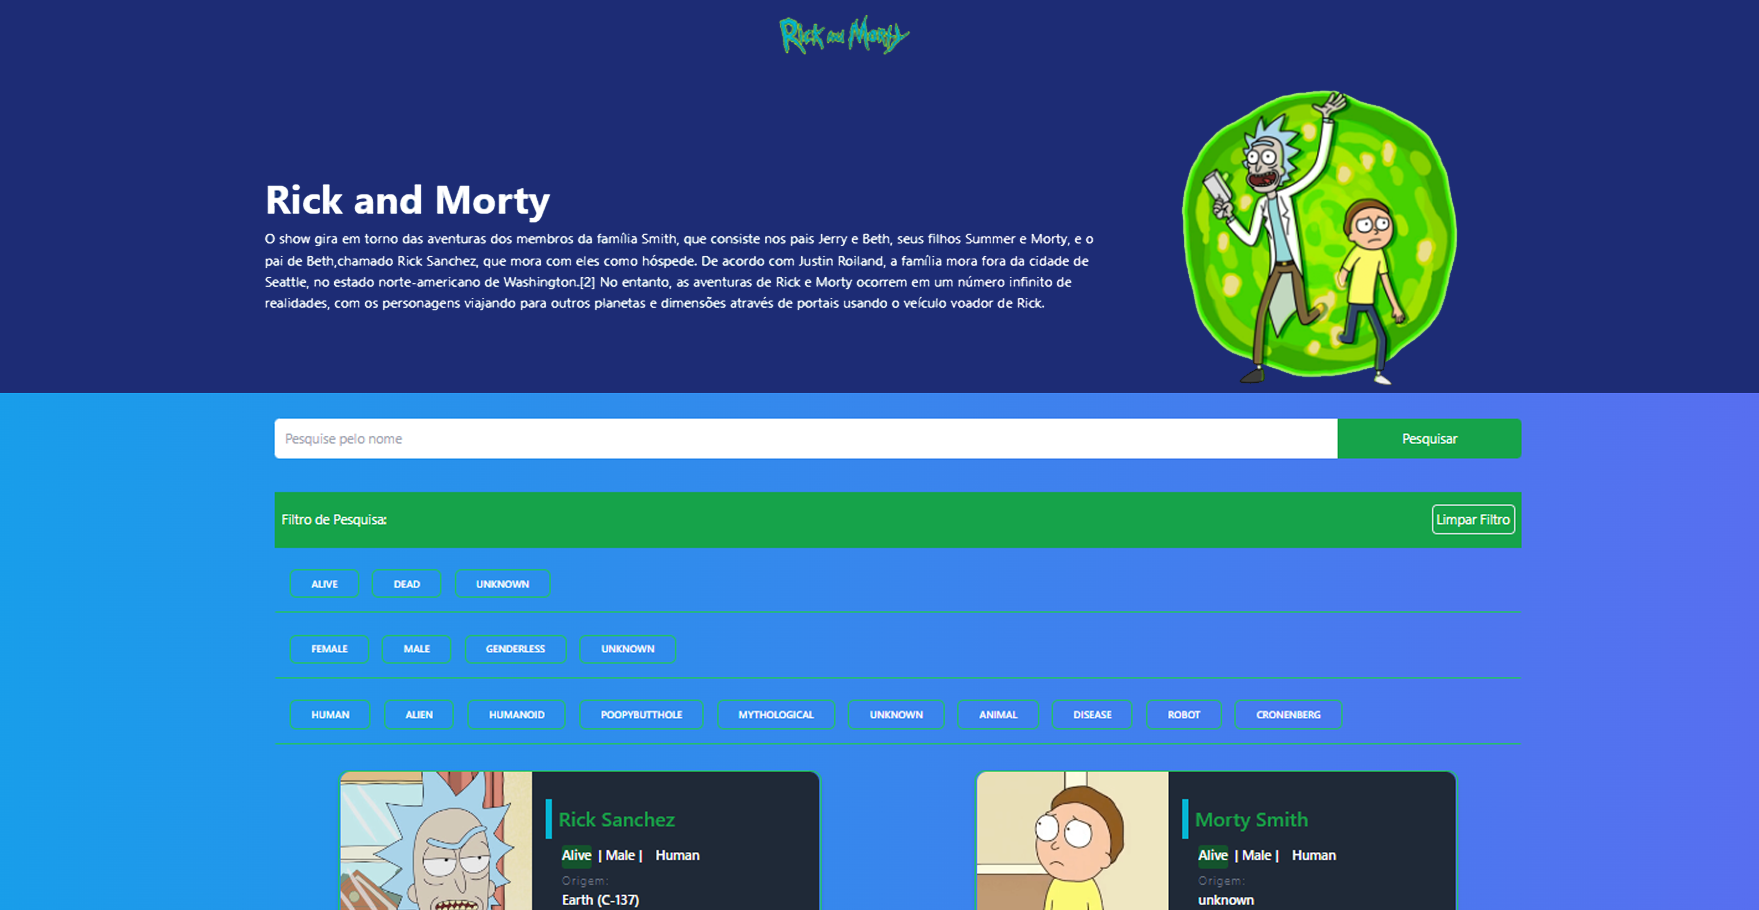 Rick and Morty
Rick and Morty
O show gira em torno das aventuras dos membros da família Smith, que consiste nos pais Jerry e Beth, seus filhos Summer e Morty, e o
pai de Beth,chamado Rick Sanchez, que mora com eles como hóspede. De acordo com Justin Roiland, a família mora fora da cidade de
Seattle, no estado norte-americano de Washington.[2] No entanto, as aventuras de Rick e Morty ocorrem em um número infinito de
realidades, com os personagens viajando para outros planetas e dimensões através de portais usando o veículo voador de Rick.
Pesquise pelo nome
Pesquisar
Filtro de Pesquisa:
Limpar Filtro
ALIVE DEAD UNKNOWN
FEMALE MALE GENDERLESS UNKNOWN
HUMAN ALIEN HUMANOID POOPYBUTTHOLE MYTHOLOGICAL UNKNOWN ANIMAL DISEASE ROBOT CRONENBERG
Rick Sanchez
Alive | Male | Human
Origem:
Earth (C-137)
Morty Smith
Alive | Male | Human
Origem:
unknown